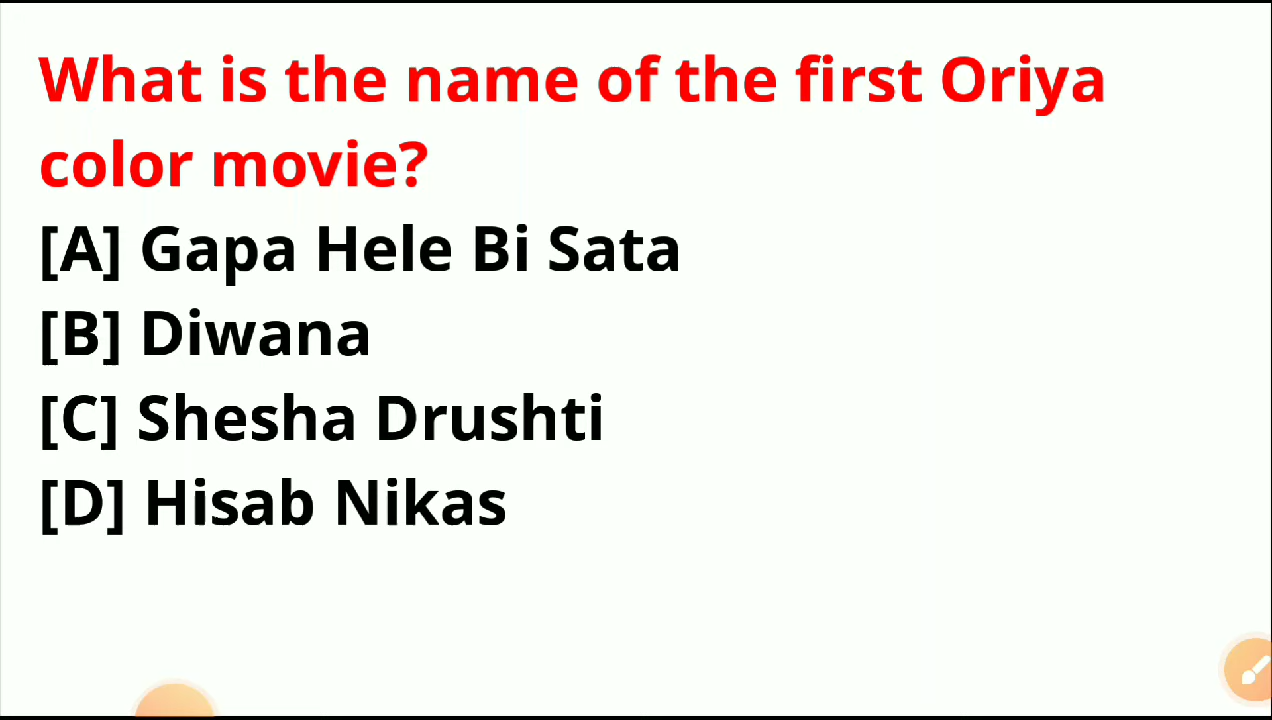 What is the name of the first Oriya
color movie?
[A] Gapa Hele Bi Sata
[B] Diwana
[C] Shesha Drushti
[D] Hisab Nikas